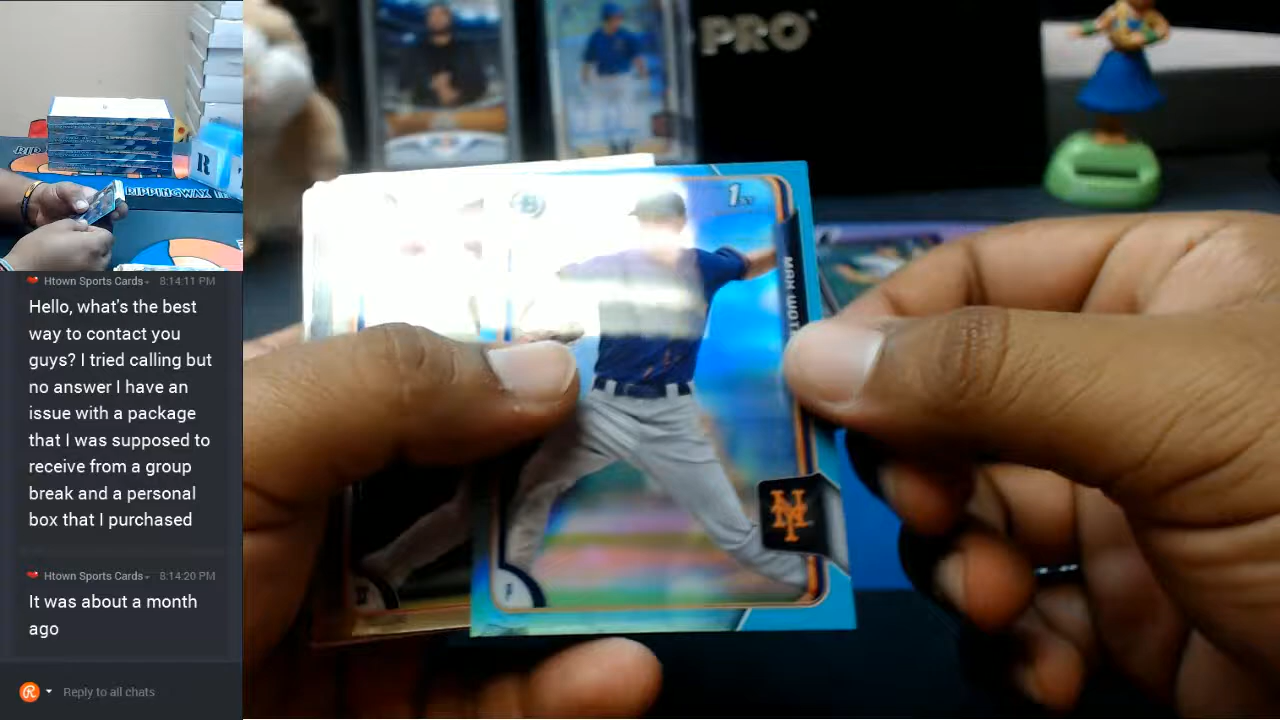 PRO
R
RIPPINGWAX
Htown Sports Cards 8:14:11 PM
Hello, what's the best
way to contact you
guys? I tried calling but
no answer I have an
issue with a package
that I was supposed to
receive from a group
break and a personal
box that I purchased
Htown Sports Cards 8:14:20 PM
It was about a month
ago
Reply to all chats
1st
NY
P